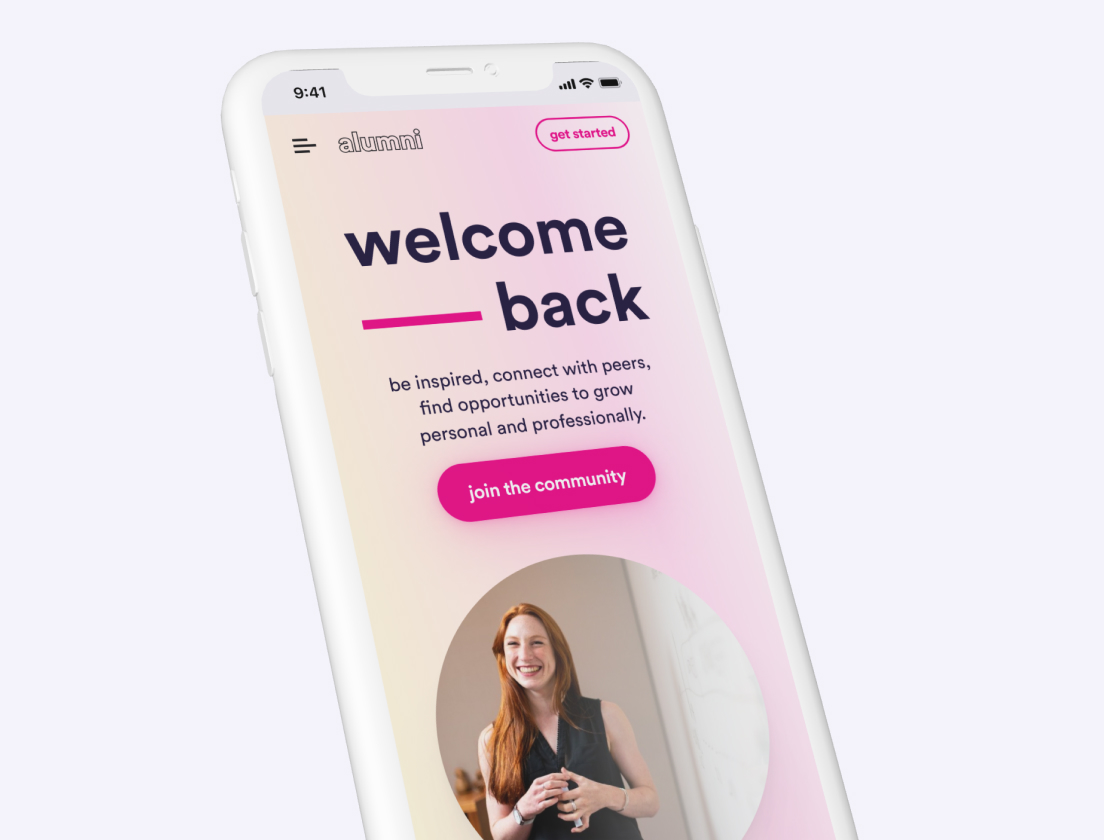 9:41
alumni
get started
welcome
back
be inspired, connect with peers,
find opportunities to grow
personal and professionally.
join the community